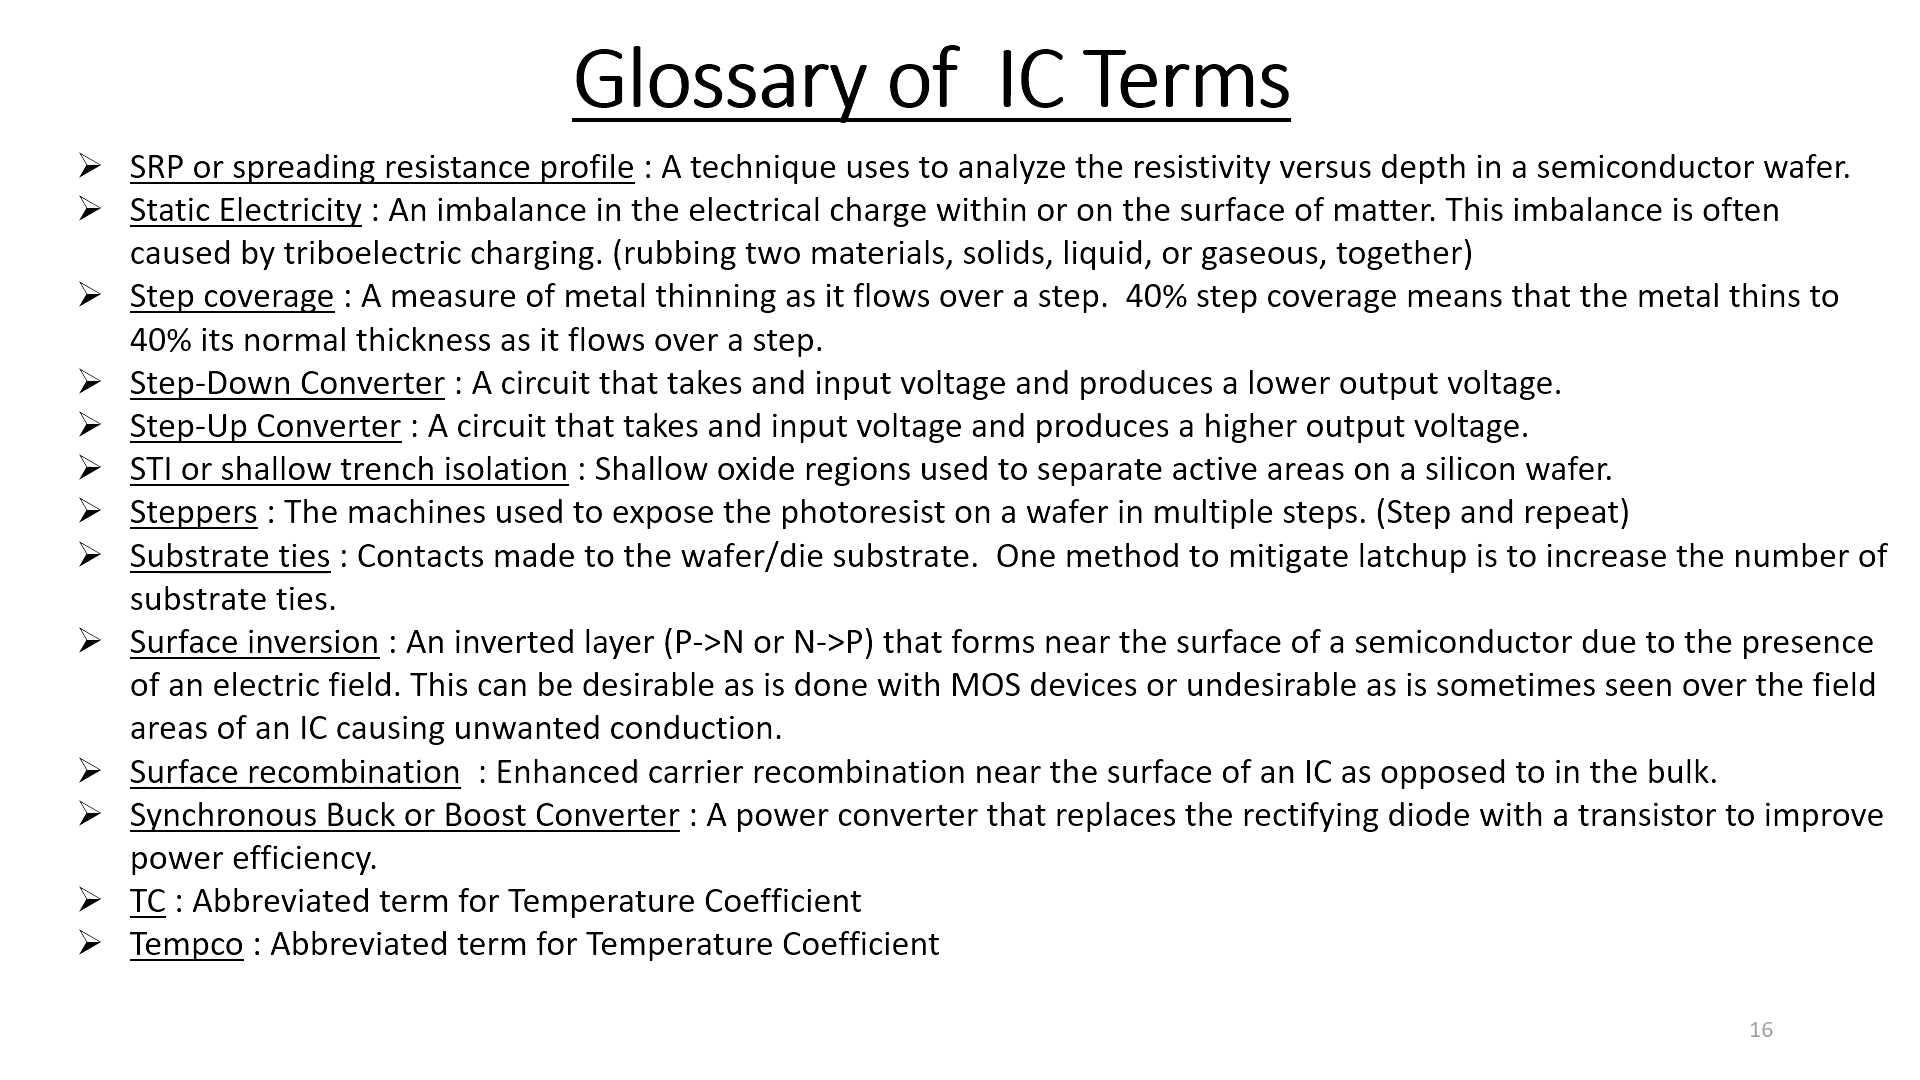 Glossary of  IC Terms
➢ SRP or spreading resistance profile : A technique uses to analyze the resistivity versus depth in a semiconductor wafer.
➢ Static Electricity : An imbalance in the electrical charge within or on the surface of matter. This imbalance is often
caused by triboelectric charging. (rubbing two materials, solids, liquid, or gaseous, together)
➢ Step coverage : A measure of metal thinning as it flows over a step.  40% step coverage means that the metal thins to
40% its normal thickness as it flows over a step.
➢ Step-Down Converter : A circuit that takes and input voltage and produces a lower output voltage.
➢ Step-Up Converter : A circuit that takes and input voltage and produces a higher output voltage.
➢ STI or shallow trench isolation : Shallow oxide regions used to separate active areas on a silicon wafer.
➢ Steppers : The machines used to expose the photoresist on a wafer in multiple steps. (Step and repeat)
➢ Substrate ties : Contacts made to the wafer/die substrate.  One method to mitigate latchup is to increase the number of
substrate ties.
➢ Surface inversion : An inverted layer (P->N or N->P) that forms near the surface of a semiconductor due to the presence
of an electric field. This can be desirable as is done with MOS devices or undesirable as is sometimes seen over the field
areas of an IC causing unwanted conduction.
➢ Surface recombination  : Enhanced carrier recombination near the surface of an IC as opposed to in the bulk.
➢ Synchronous Buck or Boost Converter : A power converter that replaces the rectifying diode with a transistor to improve
power efficiency.
➢ TC : Abbreviated term for Temperature Coefficient
➢ Tempco : Abbreviated term for Temperature Coefficient
16